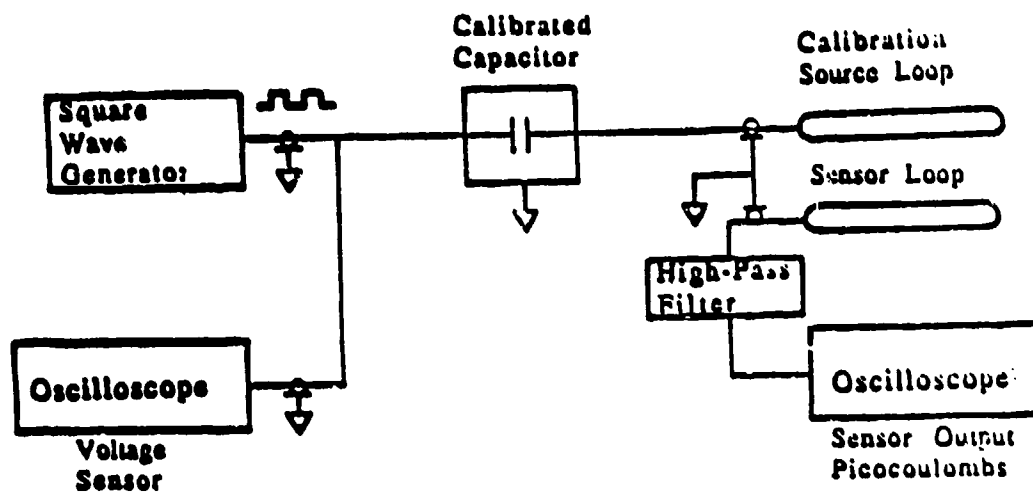 Calibrated
Capacitor
Calibration
Source Loop
Square
Wave
Generator
Sensor Loop
High-Pass
Filter
Oscilloscope
Voltage
Sensor
Oscilloscope
Sensor Output
Picocoulombs